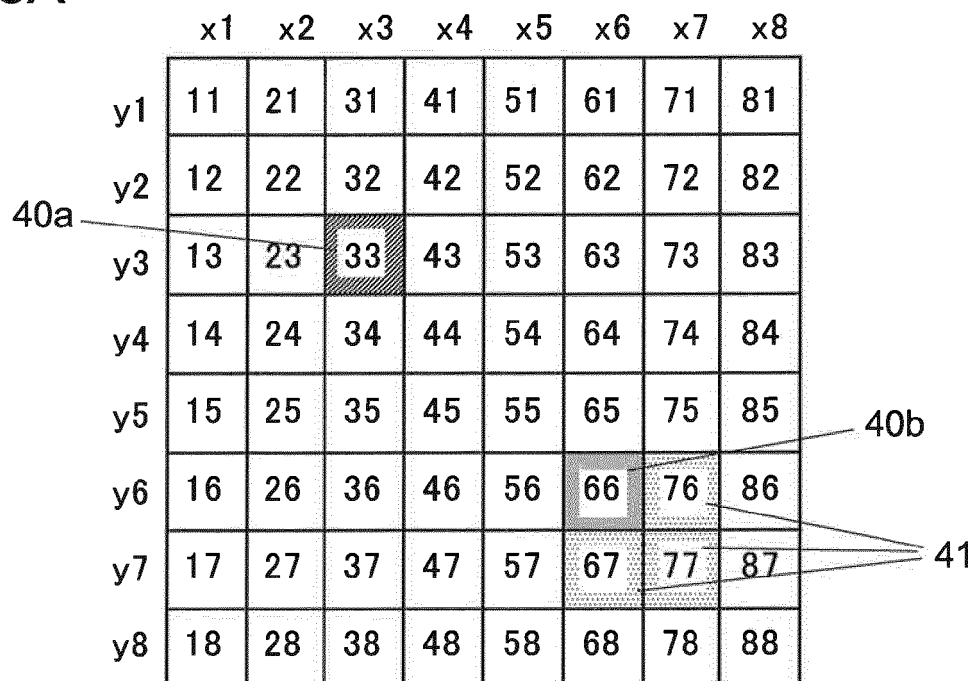 x1 x2 x3 x4 x5 x6 x7 x8
y1 11 21 31 41 51 61 71 81
y2 12 22 32 42 52 62 72 82
40a
y3 13 23 33 43 53 63 73 83
y4 14 24 34 44 54 64 74 84
y5 15 25 35 45 55 65 75 85
40b
y6 16 26 36 46 56 66 76 86
41
y7 17 27 37 47 57 67 77 87
y8 18 28 38 48 58 68 78 88